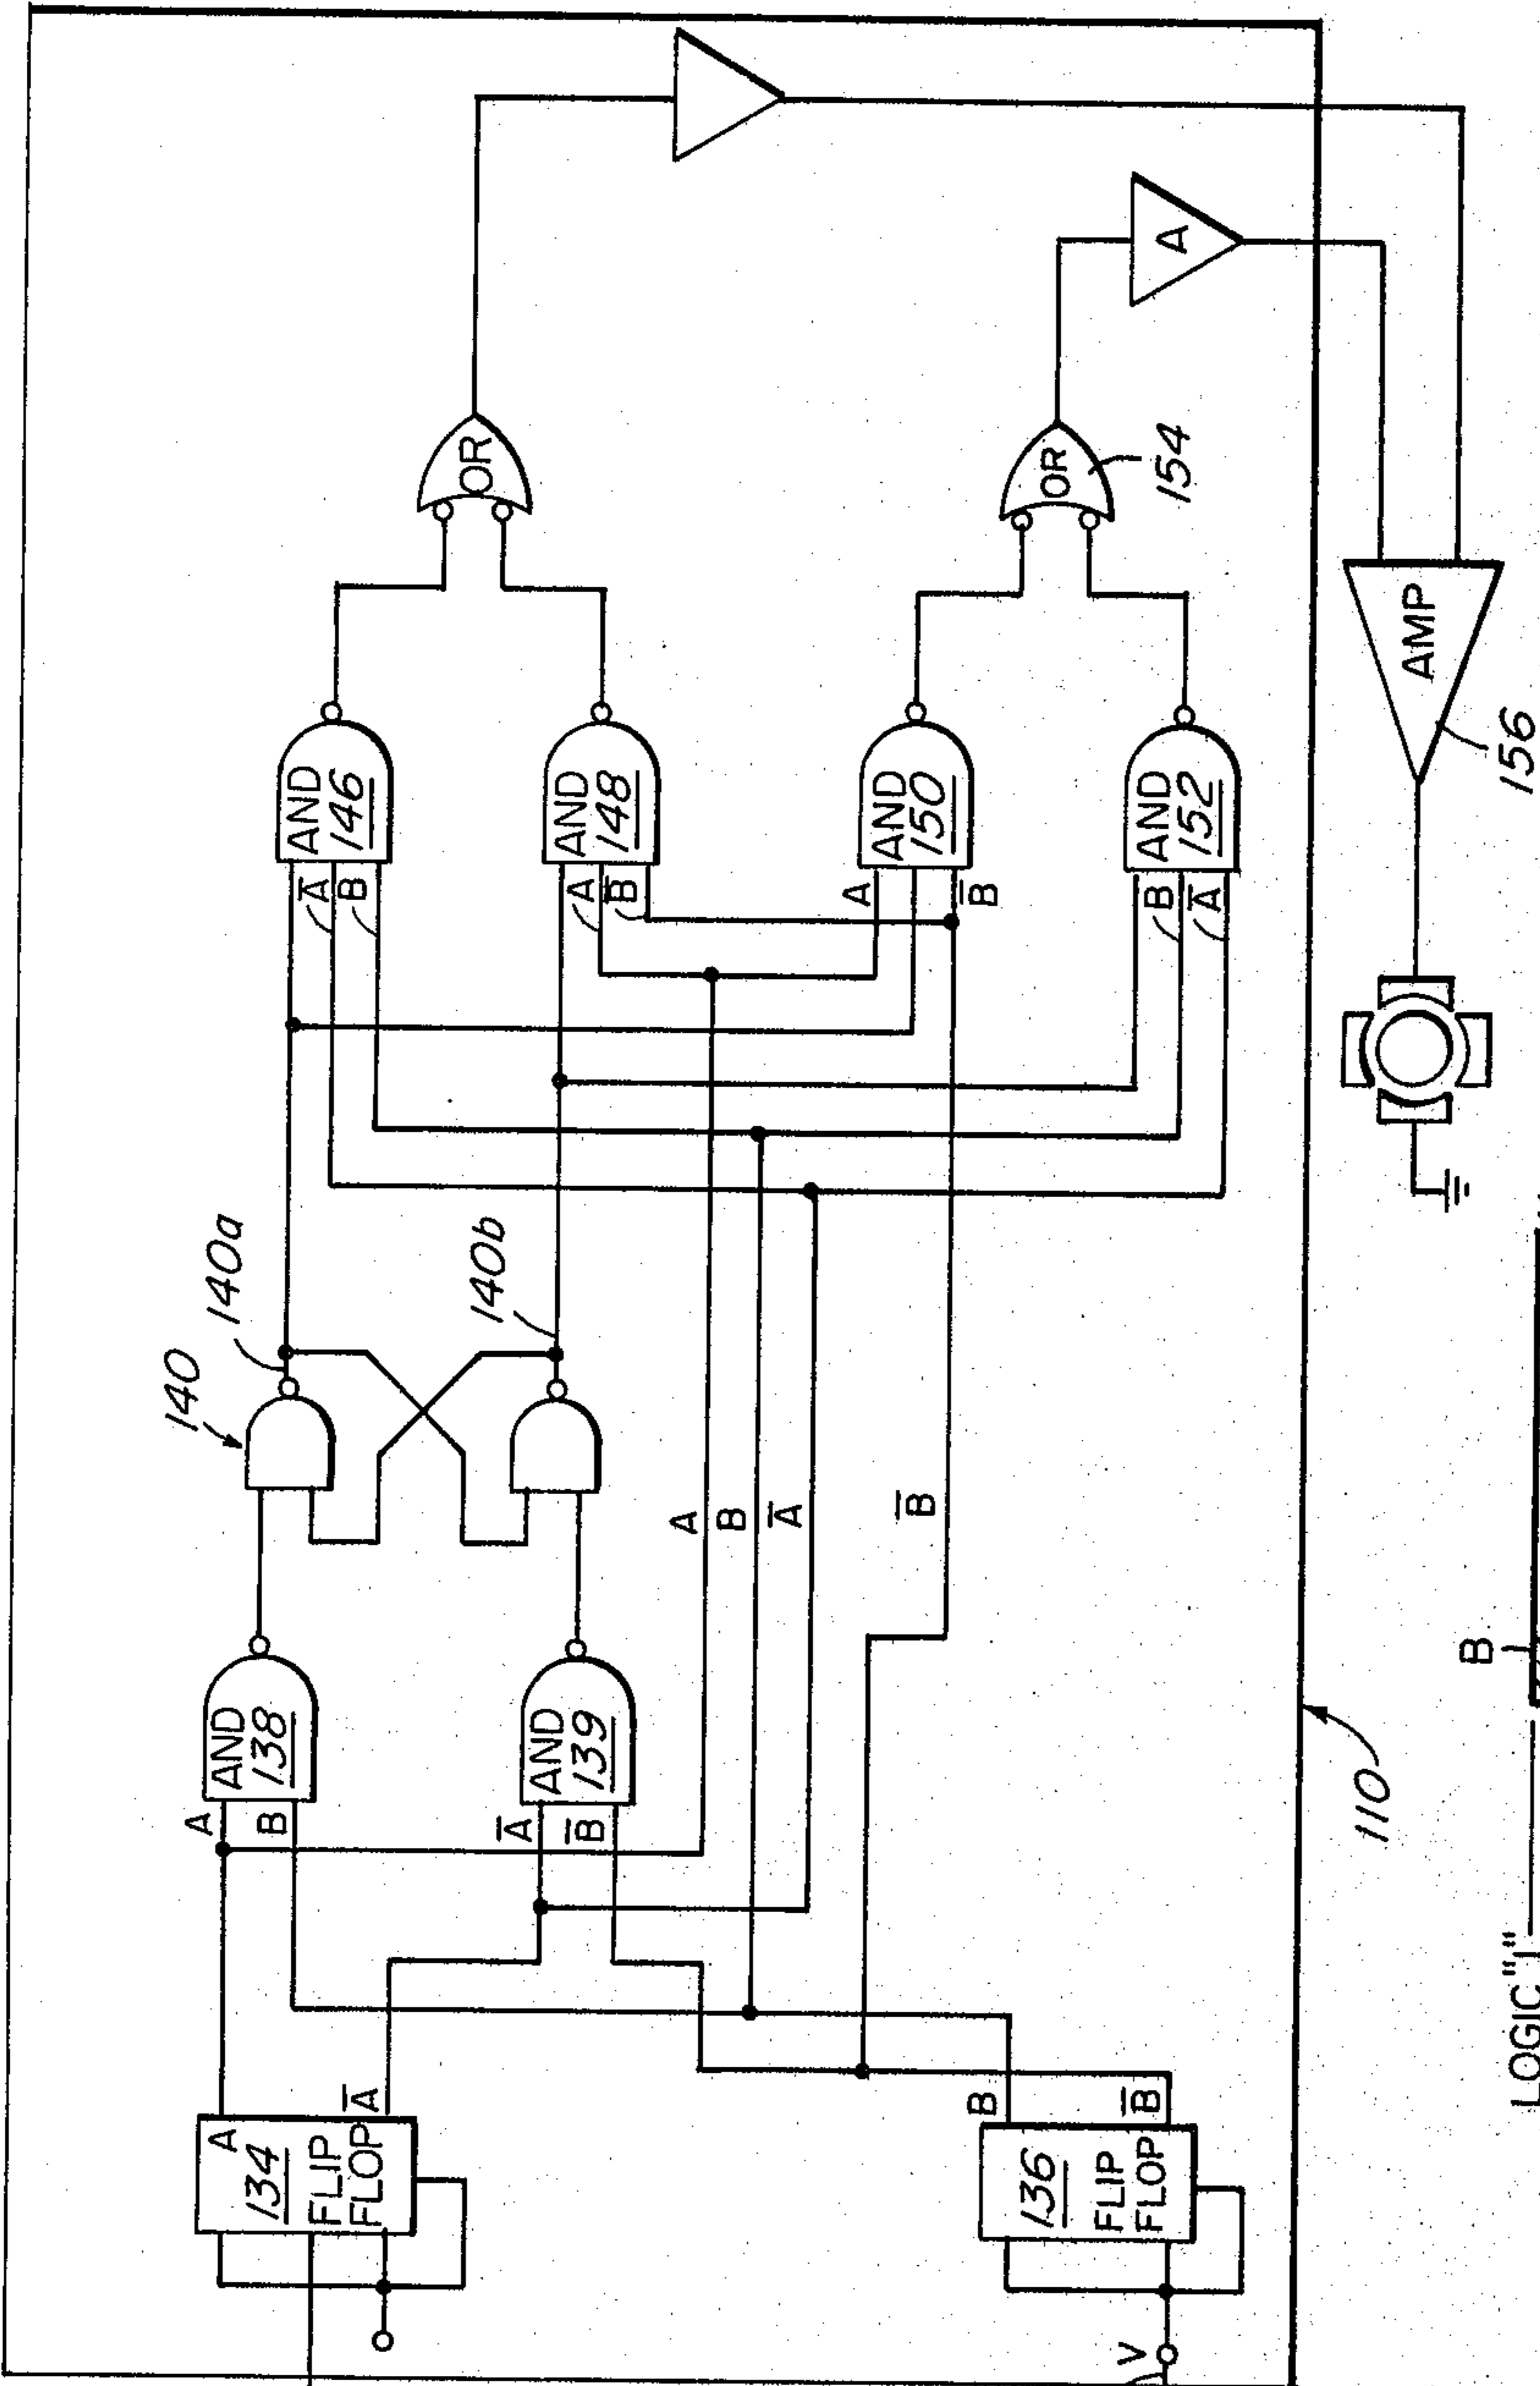 A
134
FLIP
FLOP
A̅
136
FLIP
FLOP
B
B̅
V
A
B
AND
138
A̅
B̅
AND
139
140
140a
140b
A
B
A̅
B̅
A̅
B
AND
146
A
B̅
AND
148
A
B̅
AND
150
B
A̅
AND
152
OR
OR
154
A
AMP
156
110
LOGIC "1"
B